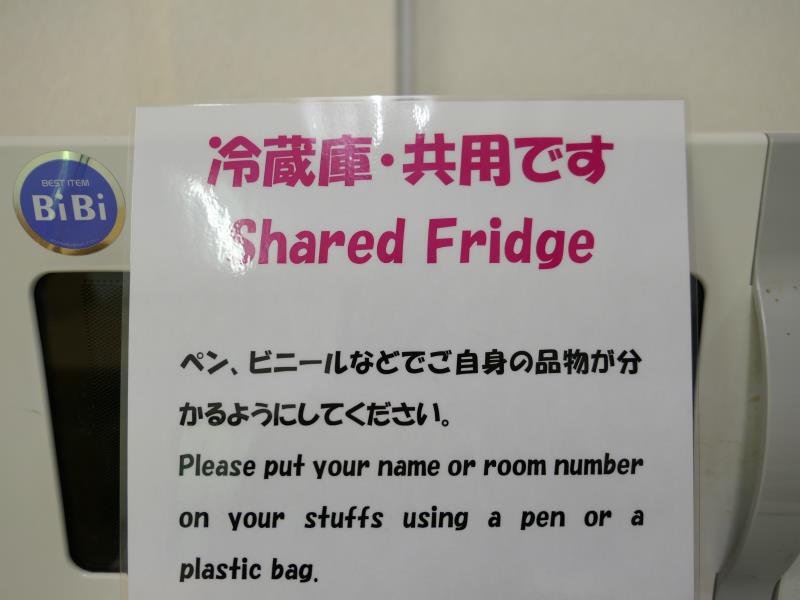 BEST ITEM
BiBi
冷蔵庫・共用です
Shared Fridge
ペン、ビニールなどでご自身の品物が分
かるようにしてください。
Please put your name or room number
on your stuffs using a pen or a
plastic bag.